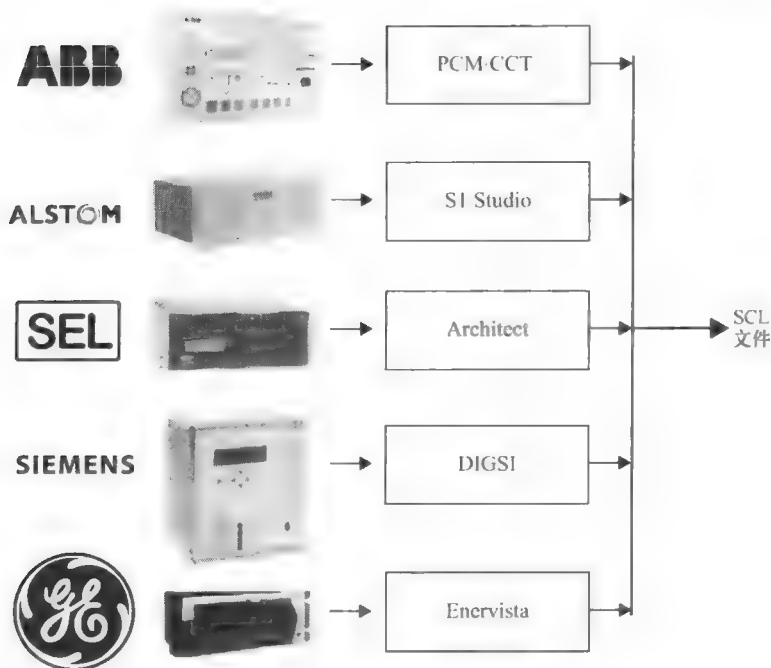 ABB
PCM·CCT
ALSTOM
S1 Studio
SEL
Architect
SCL
文件
SIEMENS
DIGSI
GE
Enervista